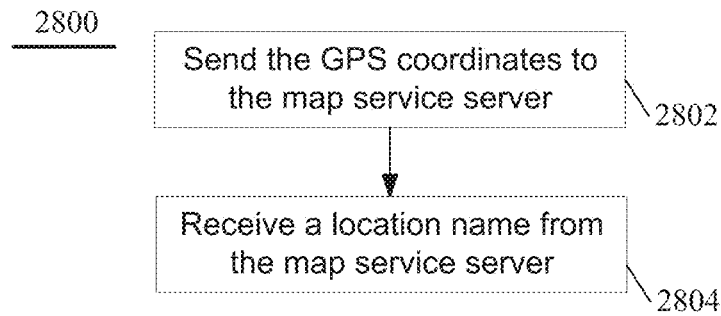 2800
Send the GPS coordinates to
the map service server
2802
Receive a location name from
the map service server
2804